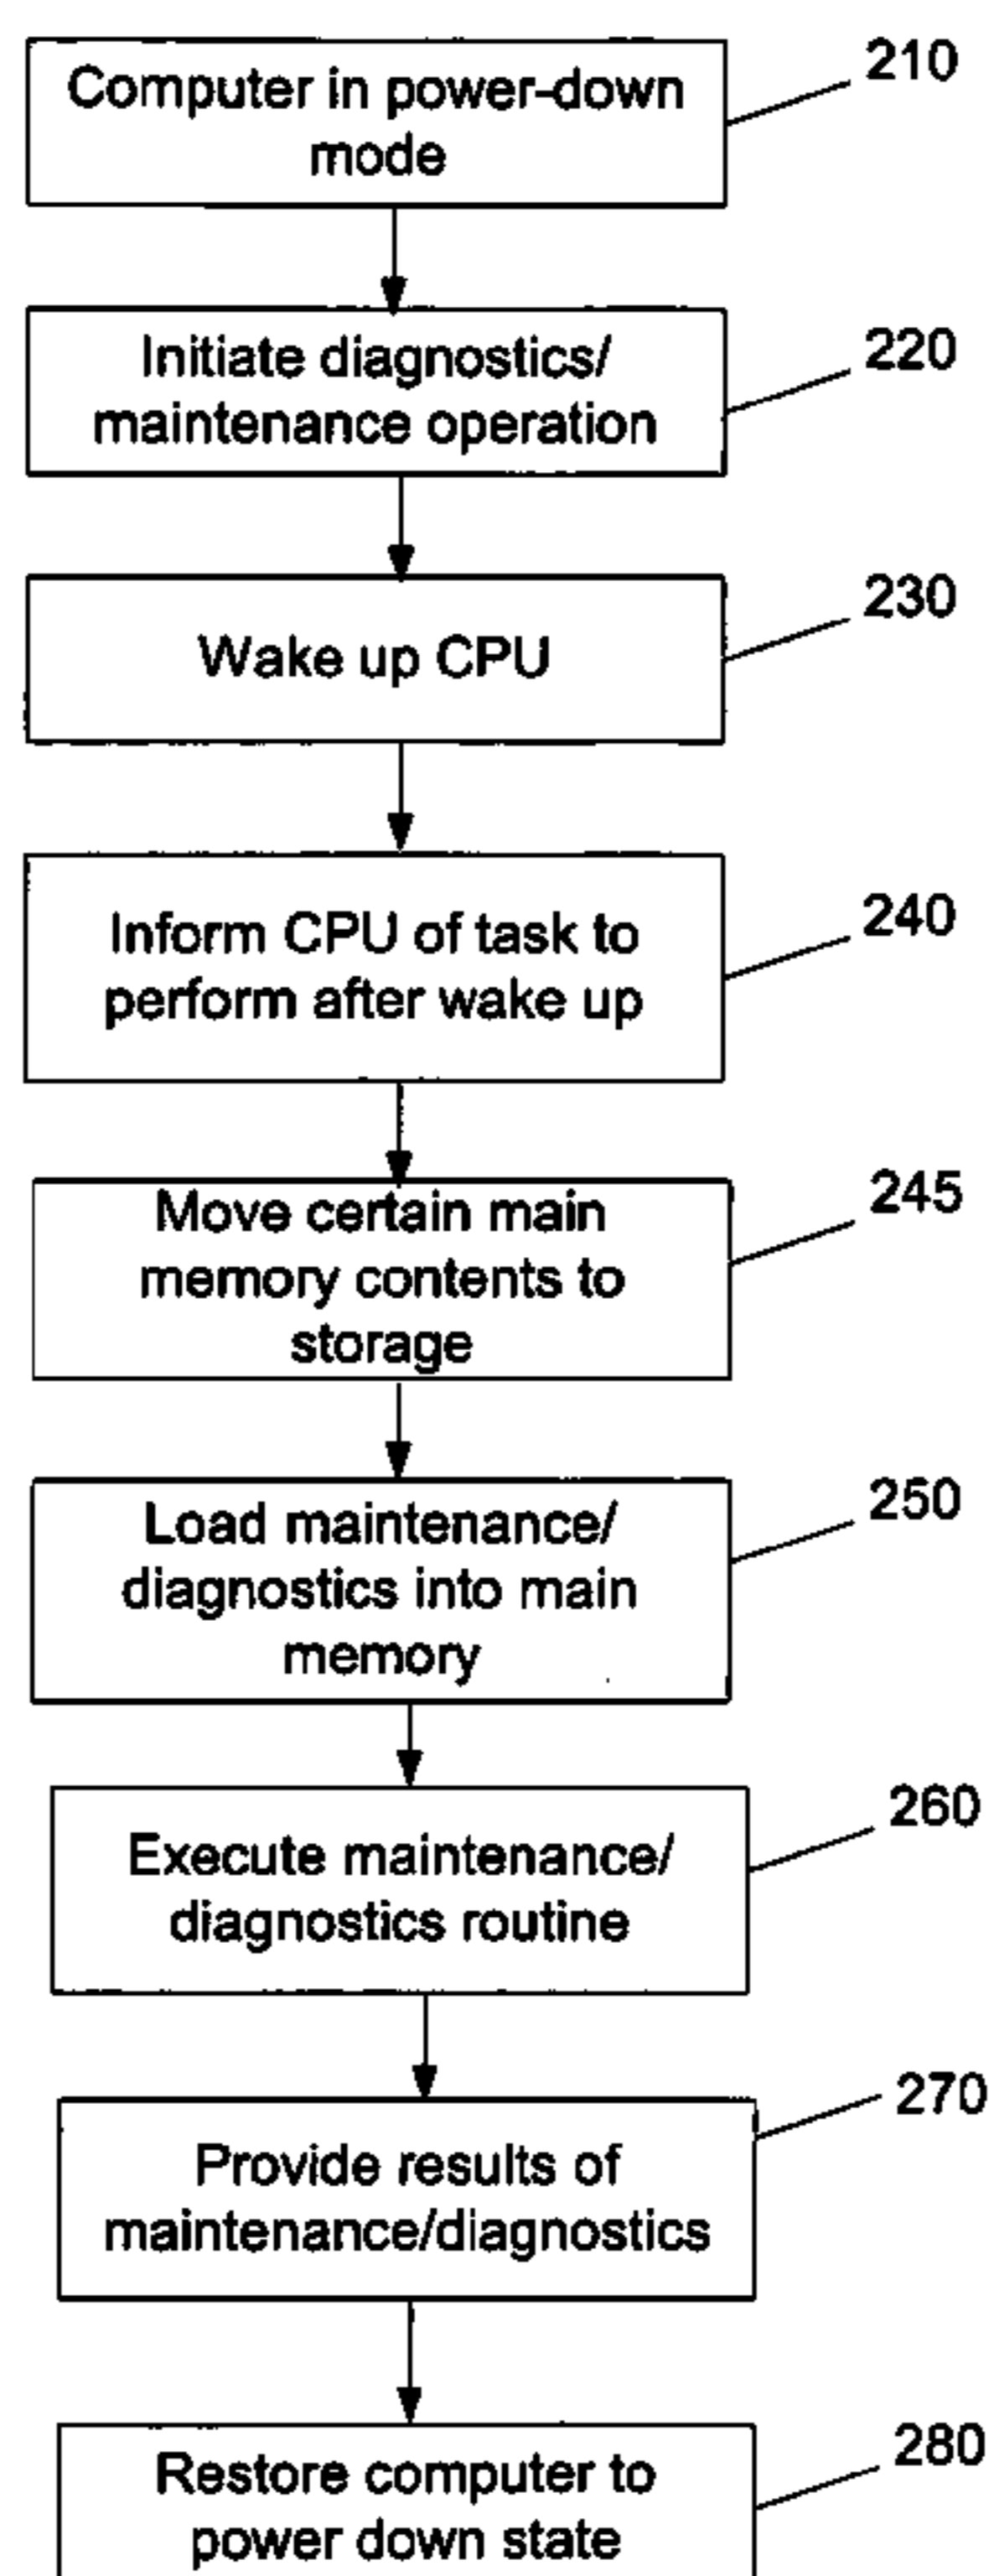 Computer in power-down
mode
210
Initiate diagnostics/
maintenance operation
220
Wake up CPU
230
Inform CPU of task to
perform after wake up
240
Move certain main
memory contents to
storage
245
Load maintenance/
diagnostics into main
memory
250
Execute maintenance/
diagnostics routine
260
Provide results of
maintenance/diagnostics
270
Restore computer to
power down state
280